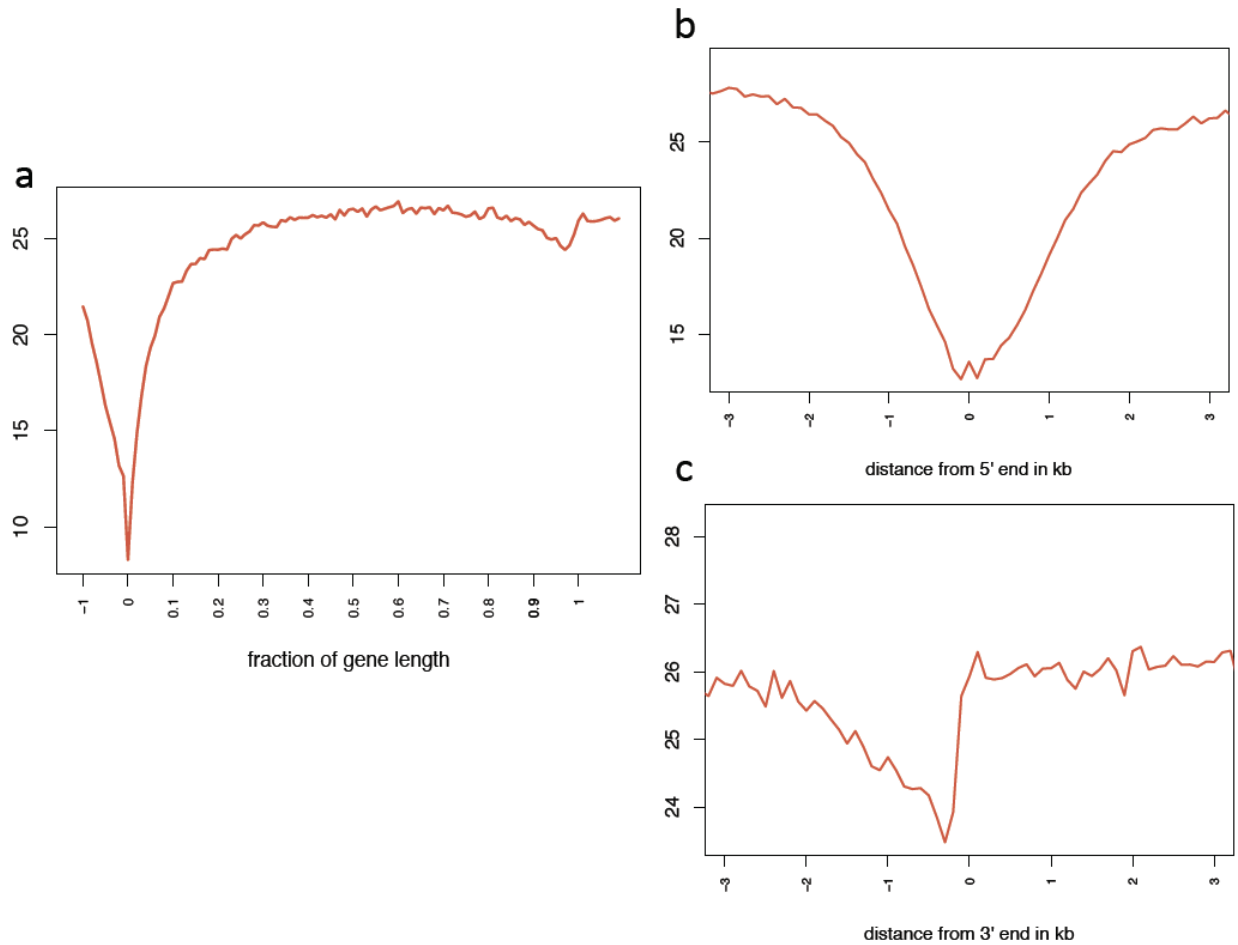 a
25
20
15
10
−1 0 0.1 0.2 0.3 0.4 0.5 0.6 0.7 0.8 0.9 1
fraction of gene length
b
25
20
15
−3 −2 −1 0 1 2 3
distance from 5' end in kb
c
28
27
26
25
24
−3 −2 −1 0 1 2 3
distance from 3' end in kb